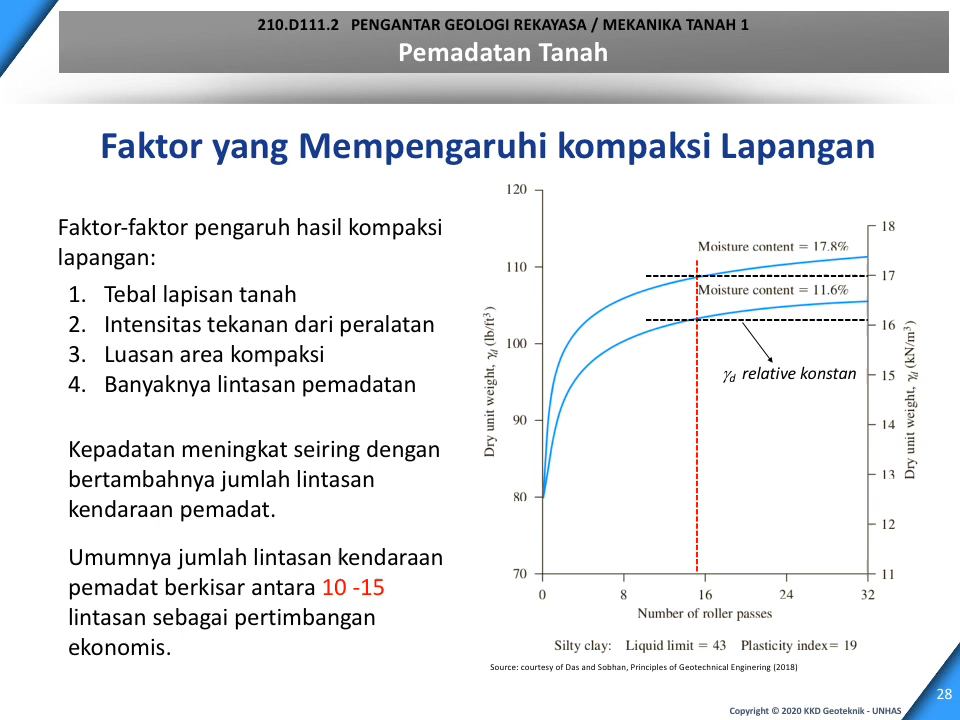 210.D111.2 PENGANTAR GEOLOGI REKAYASA / MEKANIKA TANAH 1
Pemadatan Tanah
Faktor yang Mempengaruhi kompaksi Lapangan
Faktor-faktor pengaruh hasil kompaksi
lapangan:
1. Tebal lapisan tanah
2. Intensitas tekanan dari peralatan
3. Luasan area kompaksi
4. Banyaknya lintasan pemadatan
Kepadatan meningkat seiring dengan
bertambahnya jumlah lintasan
kendaraan pemadat.
Umumnya jumlah lintasan kendaraan
pemadat berkisar antara 10 -15
lintasan sebagai pertimbangan
ekonomis.
120
110
100
90
80
70
Dry unit weight, γd (lb/ft³)
Moisture content = 17.8%
Moisture content = 11.6%
γd relative konstan
18
17
16
15
14
13
12
11
Dry unit weight, γd (kN/m³)
0 8 16 24 32
Number of roller passes
Silty clay: Liquid limit = 43 Plasticity index= 19
Source: courtesy of Das and Sobhan, Principles of Geotechnical Enginering (2018)
28
Copyright © 2020 KKD Geoteknik - UNHAS